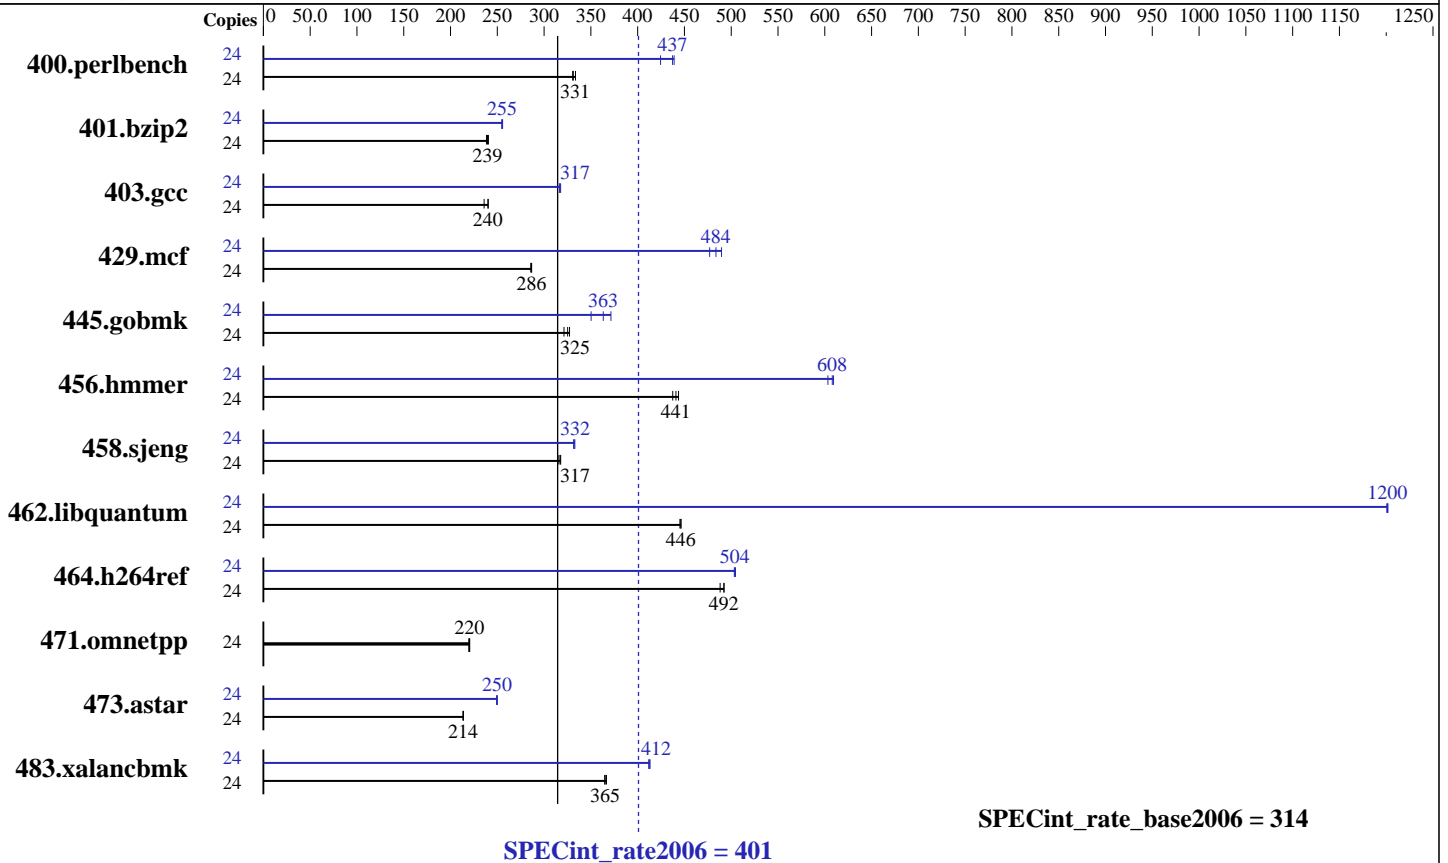 Copies 0 50.0 100 150 200 250 300 350 400 450 500 550 600 650 700 750 800 850 900 950 1000 1050 1100 1150 1250
400.perlbench 24 437
24 331
401.bzip2 24 255
24 239
403.gcc 24 317
24 240
429.mcf 24 484
24 286
445.gobmk 24 363
24 325
456.hmmer 24 608
24 441
458.sjeng 24 332
24 317
462.libquantum 24 1200
24 446
464.h264ref 24 504
24 492
471.omnetpp 24 220
473.astar 24 250
24 214
483.xalancbmk 24 412
24 365
SPECint_rate_base2006 = 314
SPECint_rate2006 = 401